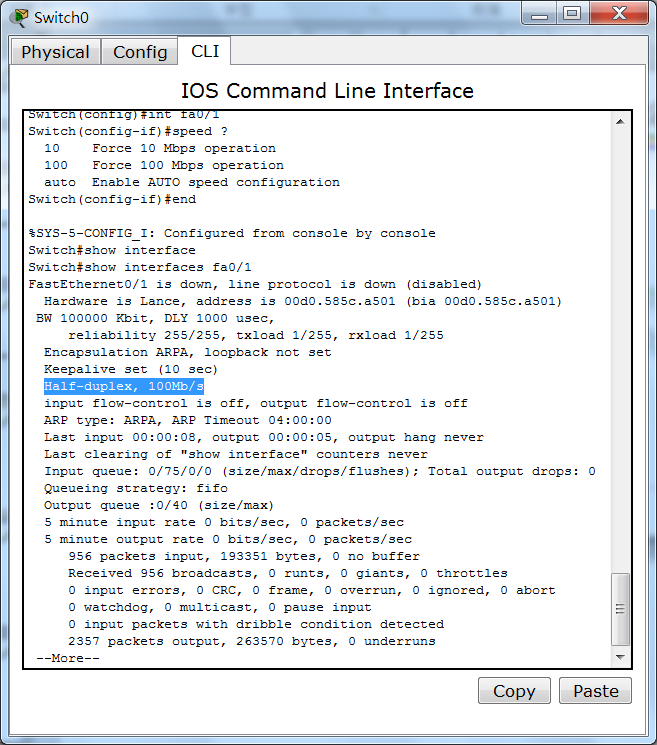 Switch0
Physical Config CLI
IOS Command Line Interface
Switch(config)#int fa0/1
Switch(config-if)#speed ?
10 Force 10 Mbps operation
100 Force 100 Mbps operation
auto Enable AUTO speed configuration
Switch(config-if)#end
%SYS-5-CONFIG_I: Configured from console by console
Switch#show interface
Switch#show interfaces fa0/1
FastEthernet0/1 is down, line protocol is down (disabled)
Hardware is Lance, address is 00d0.585c.a501 (bia 00d0.585c.a501)
BW 100000 Kbit, DLY 1000 usec,
reliability 255/255, txload 1/255, rxload 1/255
Encapsulation ARPA, loopback not set
Keepalive set (10 sec)
Half-duplex, 100Mb/s
input flow-control is off, output flow-control is off
ARP type: ARPA, ARP Timeout 04:00:00
Last input 00:00:08, output 00:00:05, output hang never
Last clearing of "show interface" counters never
Input queue: 0/75/0/0 (size/max/drops/flushes); Total output drops: 0
Queueing strategy: fifo
Output queue :0/40 (size/max)
5 minute input rate 0 bits/sec, 0 packets/sec
5 minute output rate 0 bits/sec, 0 packets/sec
956 packets input, 193351 bytes, 0 no buffer
Received 956 broadcasts, 0 runts, 0 giants, 0 throttles
0 input errors, 0 CRC, 0 frame, 0 overrun, 0 ignored, 0 abort
0 watchdog, 0 multicast, 0 pause input
0 input packets with dribble condition detected
2357 packets output, 263570 bytes, 0 underruns
--More--
Copy Paste